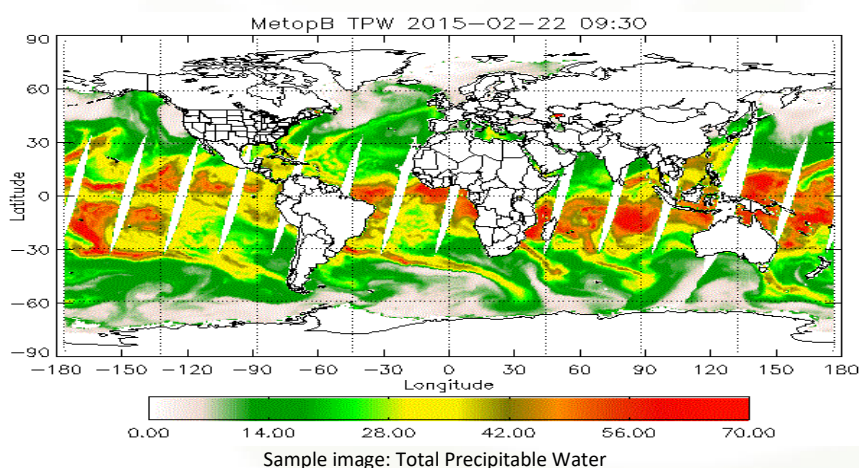 MetopB TPW 2015-02-22 09:30
90
60
30
0
-30
-60
-90
Latitude
-180 -150 -120 -90 -60 -30 0 30 60 90 120 150 180
Longitude
0.00 14.00 28.00 42.00 56.00 70.00
Sample image: Total Precipitable Water